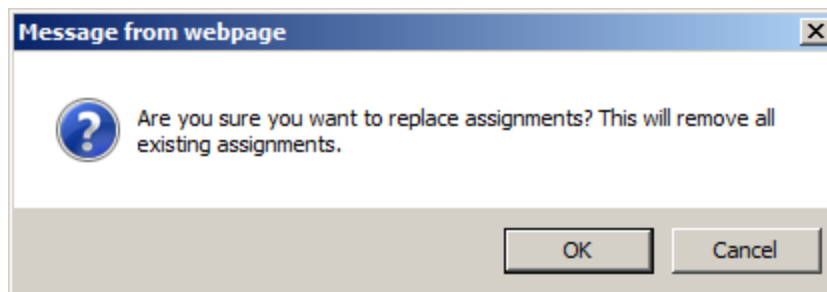 Message from webpage
Are you sure you want to replace assignments? This will remove all
existing assignments.
OK
Cancel